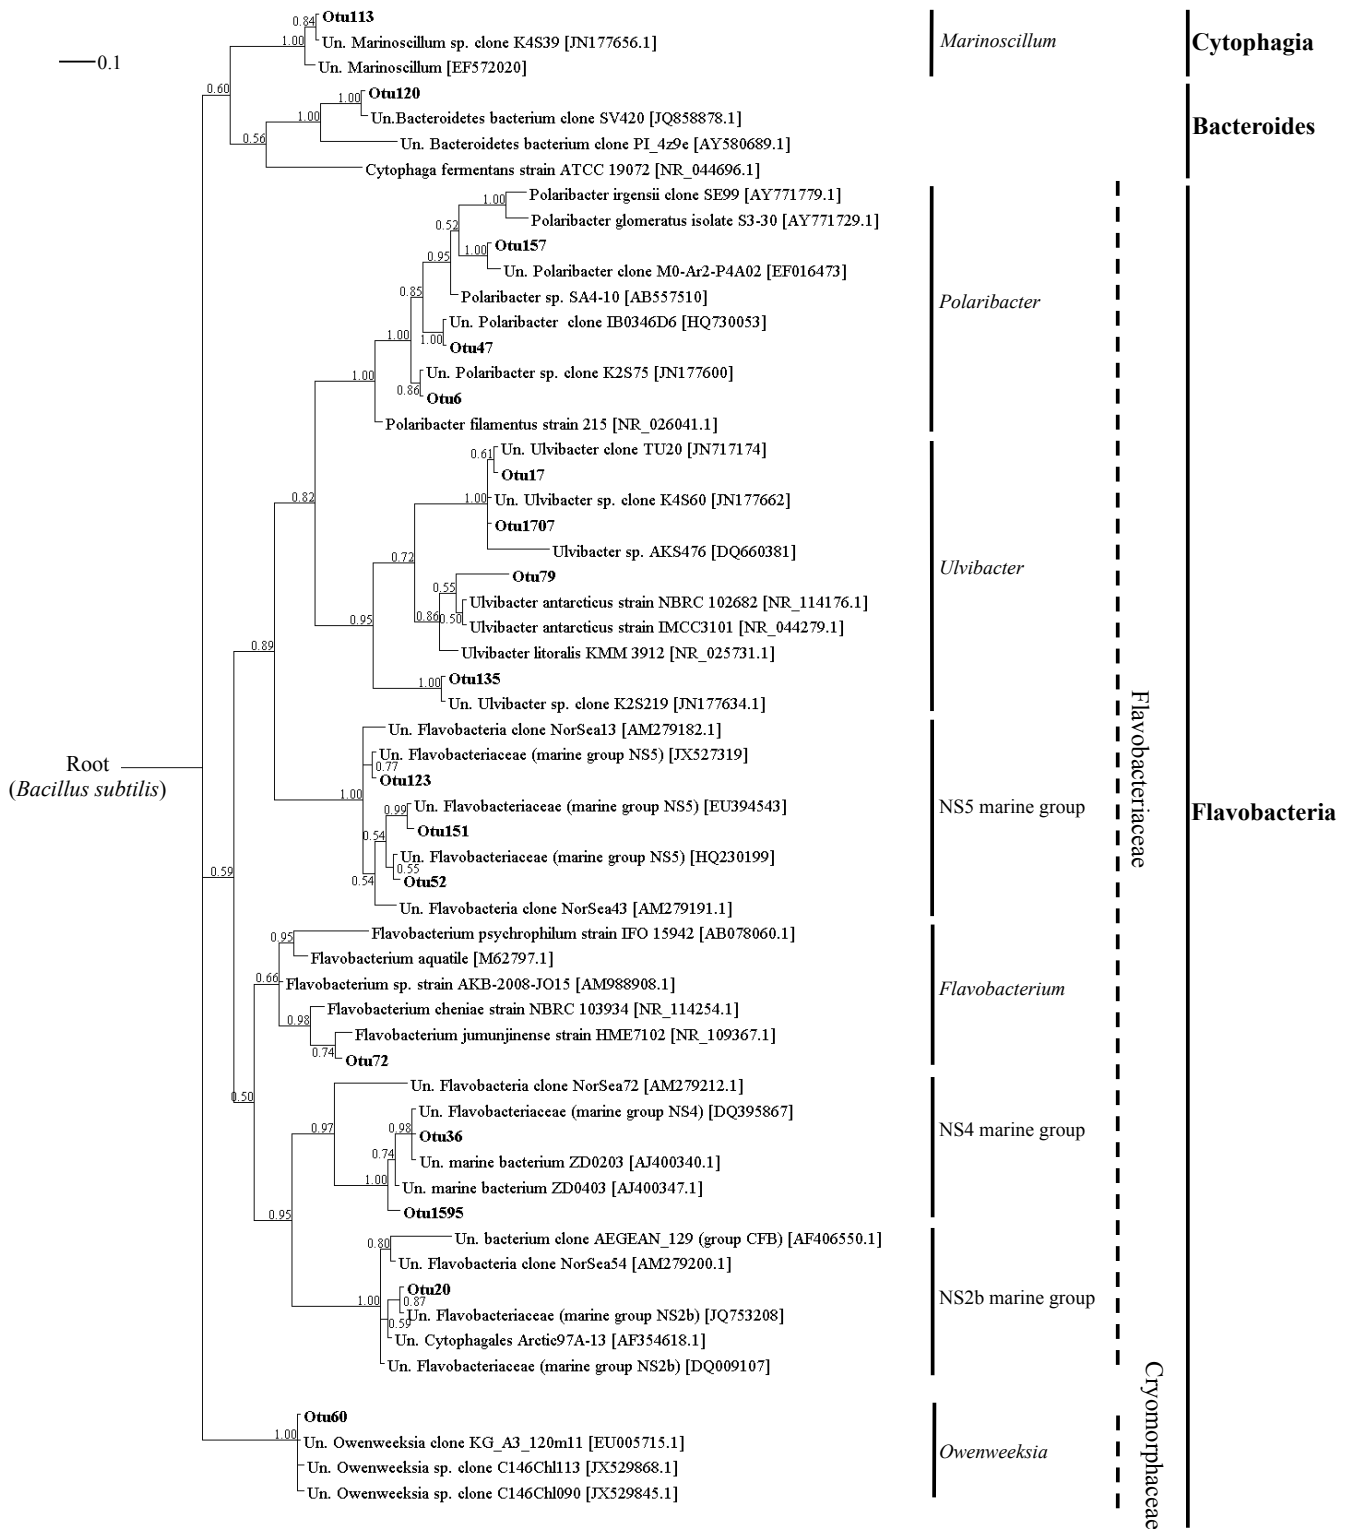 Otu113
0.84
1.00
Un. Marinoscillum sp. clone K4S39 [JN177656.1]
Un. Marinoscillum [EF572020]
Marinoscillum
Cytophagia
0.1
0.60
1.00
Otu120
1.00
Un.Bacteroidetes bacterium clone SV420 [JQ858878.1]
Bacteroides
0.56
Un. Bacteroidetes bacterium clone PI_4z9e [AY580689.1]
Cytophaga fermentans strain ATCC 19072 [NR_044696.1]
1.00
Polaribacter irgensii clone SE99 [AY771779.1]
Polaribacter glomeratus isolate S3-30 [AY771729.1]
0.52
1.00
Otu157
0.95
Un. Polaribacter clone M0-Ar2-P4A02 [EF016473]
0.85
Polaribacter sp. SA4-10 [AB557510]
Polaribacter
Un. Polaribacter clone IB0346D6 [HQ730053]
1.00
1.00
Otu47
1.00
Un. Polaribacter sp. clone K2S75 [JN177600]
0.86
Otu6
Polaribacter filamentus strain 215 [NR_026041.1]
0.61
Un. Ulvibacter clone TU20 [JN717174]
Otu17
0.82
1.00
Un. Ulvibacter sp. clone K4S60 [JN177662]
Otu1707
Ulvibacter sp. AKS476 [DQ660381]
0.72
Ulvibacter
Otu79
0.55
Ulvibacter antarcticus strain NBRC 102682 [NR_114176.1]
0.95
0.86
0.50
Ulvibacter antarcticus strain IMCC3101 [NR_044279.1]
0.89
Ulvibacter litoralis KMM 3912 [NR_025731.1]
1.00
Otu135
Un. Ulvibacter sp. clone K2S219 [JN177634.1]
Un. Flavobacteria clone NorSea13 [AM279182.1]
Un. Flavobacteriaceae (marine group NS5) [JX527319]
0.77
Otu123
Root
(Bacillus subtilis)
1.00
0.99
Un. Flavobacteriaceae (marine group NS5) [EU394543]
NS5 marine group
Flavobacteriaceae
Flavobacteria
Otu151
0.54
Un. Flavobacteriaceae (marine group NS5) [HQ230199]
0.55
0.59
0.54
Otu52
Un. Flavobacteria clone NorSea43 [AM279191.1]
0.95
Flavobacterium psychrophilum strain IFO 15942 [AB078060.1]
Flavobacterium aquatile [M62797.1]
0.66
Flavobacterium sp. strain AKB-2008-JO15 [AM988908.1]
Flavobacterium
Flavobacterium cheniae strain NBRC 103934 [NR_114254.1]
0.98
Flavobacterium jumunjinense strain HME7102 [NR_109367.1]
0.74
Otu72
0.50
Un. Flavobacteria clone NorSea72 [AM279212.1]
Un. Flavobacteriaceae (marine group NS4) [DQ395867]
0.97
0.98
Otu36
NS4 marine group
0.74
Un. marine bacterium ZD0203 [AJ400340.1]
1.00
Un. marine bacterium ZD0403 [AJ400347.1]
0.95
Otu1595
0.80
Un. bacterium clone AEGEAN_129 (group CFB) [AF406550.1]
Un. Flavobacteria clone NorSea54 [AM279200.1]
Otu20
1.00
0.87
NS2b marine group
Un. Flavobacteriaceae (marine group NS2b) [JQ753208]
0.59
Un. Cytophagales Arctic97A-13 [AF354618.1]
Un. Flavobacteriaceae (marine group NS2b) [DQ009107]
Otu60
1.00
Un. Owenweeksia clone KG_A3_120m11 [EU005715.1]
Owenweeksia
Cryomorphaceae
Un. Owenweeksia sp. clone C146Chl113 [JX529868.1]
Un. Owenweeksia sp. clone C146Chl090 [JX529845.1]